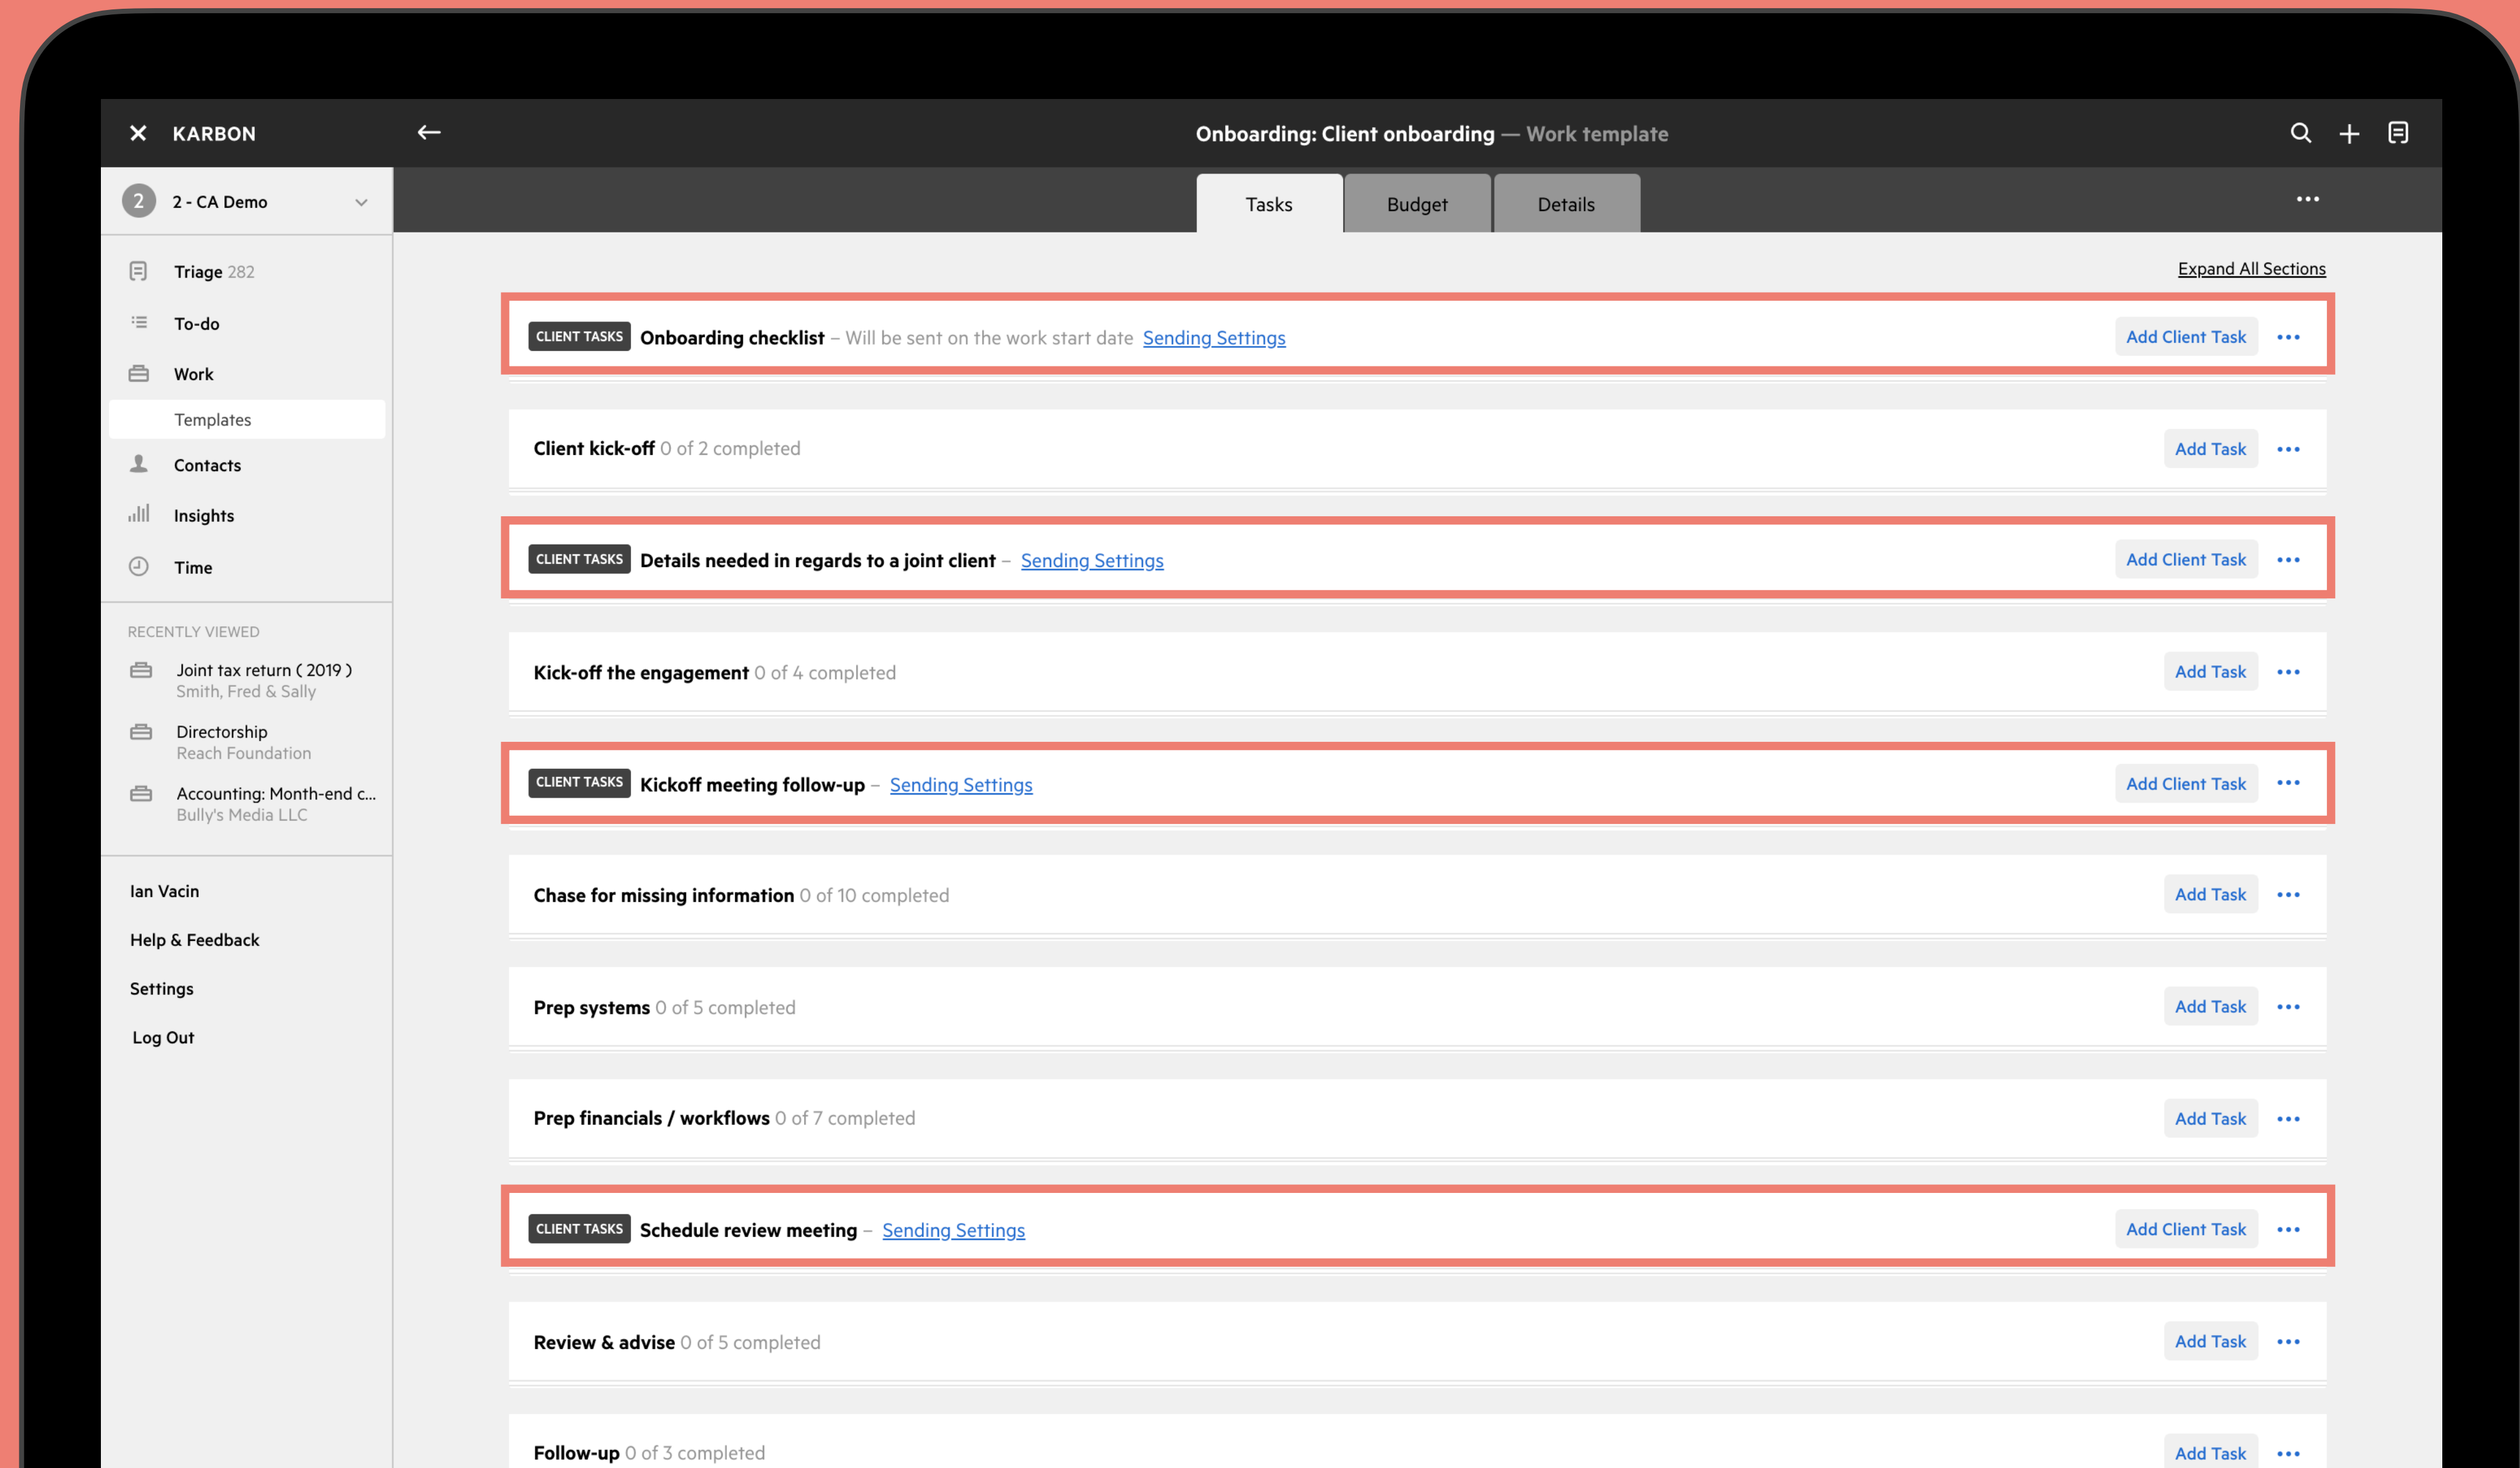 KARBON
Onboarding: Client onboarding — Work template
2 2 - CA Demo
Tasks
Budget
Details
Triage 282
To-do
Work
Templates
Contacts
Insights
Time
RECENTLY VIEWED
Joint tax return ( 2019 )
Smith, Fred & Sally
Directorship
Reach Foundation
Accounting: Month-end c...
Bully's Media LLC
Ian Vacin
Help & Feedback
Settings
Log Out
Expand All Sections
CLIENT TASKS Onboarding checklist – Will be sent on the work start date Sending Settings Add Client Task
Client kick-off 0 of 2 completed Add Task
CLIENT TASKS Details needed in regards to a joint client – Sending Settings Add Client Task
Kick-off the engagement 0 of 4 completed Add Task
CLIENT TASKS Kickoff meeting follow-up – Sending Settings Add Client Task
Chase for missing information 0 of 10 completed Add Task
Prep systems 0 of 5 completed Add Task
Prep financials / workflows 0 of 7 completed Add Task
CLIENT TASKS Schedule review meeting – Sending Settings Add Client Task
Review & advise 0 of 5 completed Add Task
Follow-up 0 of 3 completed Add Task